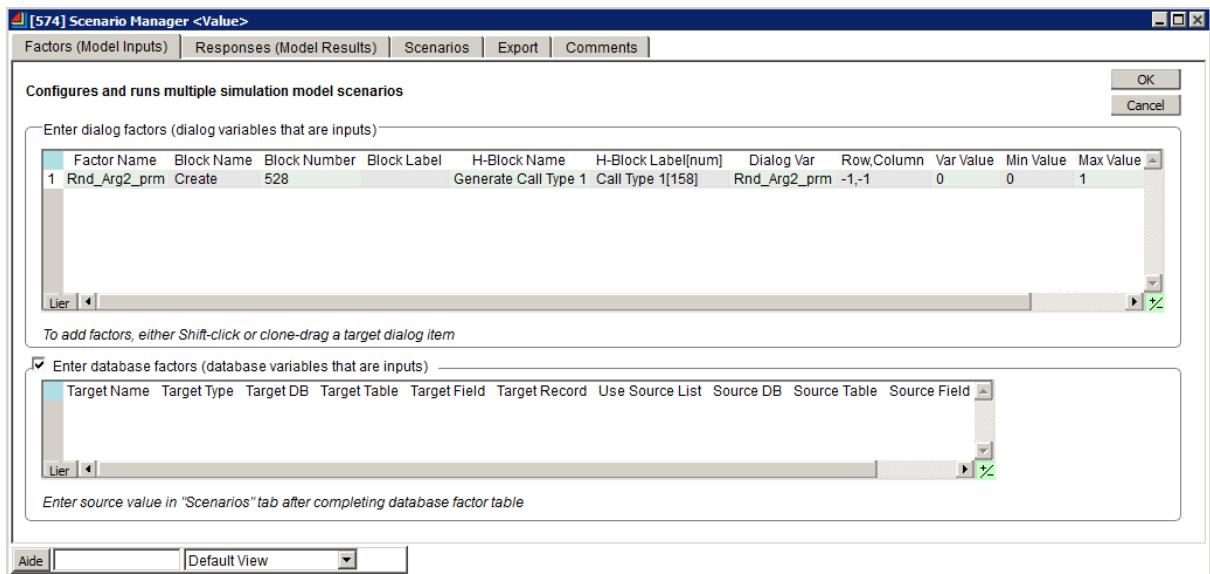 [574] Scenario Manager <Value>
Factors (Model Inputs) Responses (Model Results) Scenarios Export Comments
OK
Configures and runs multiple simulation model scenarios
Cancel
Enter dialog factors (dialog variables that are inputs)
Factor Name Block Name Block Number Block Label H-Block Name H-Block Label[num] Dialog Var Row,Column Var Value Min Value Max Value
1 Rnd_Arg2_prm Create 528 Generate Call Type 1 Call Type 1[158] Rnd_Arg2_prm -1,-1 0 0 1
Lier
To add factors, either Shift-click or clone-drag a target dialog item
Enter database factors (database variables that are inputs)
Target Name Target Type Target DB Target Table Target Field Target Record Use Source List Source DB Source Table Source Field
Lier
Enter source value in "Scenarios" tab after completing database factor table
Aide Default View